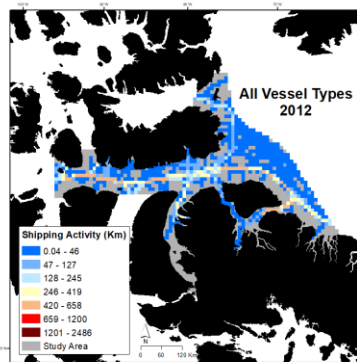 All Vessel Types
2012
Shipping Activity (Km)
0.04 - 46
47 - 127
128 - 245
246 - 419
420 - 658
659 - 1200
1201 - 2486
Study Area
N
0 60 120 Km